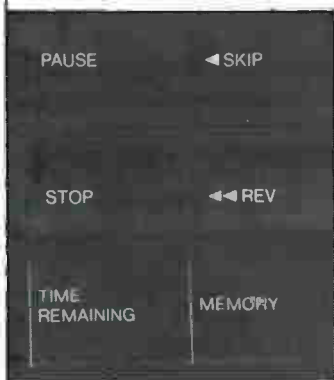 PAUSE ◄ SKIP
STOP ◄◄ REV
TIME
REMAINING
MEMORY